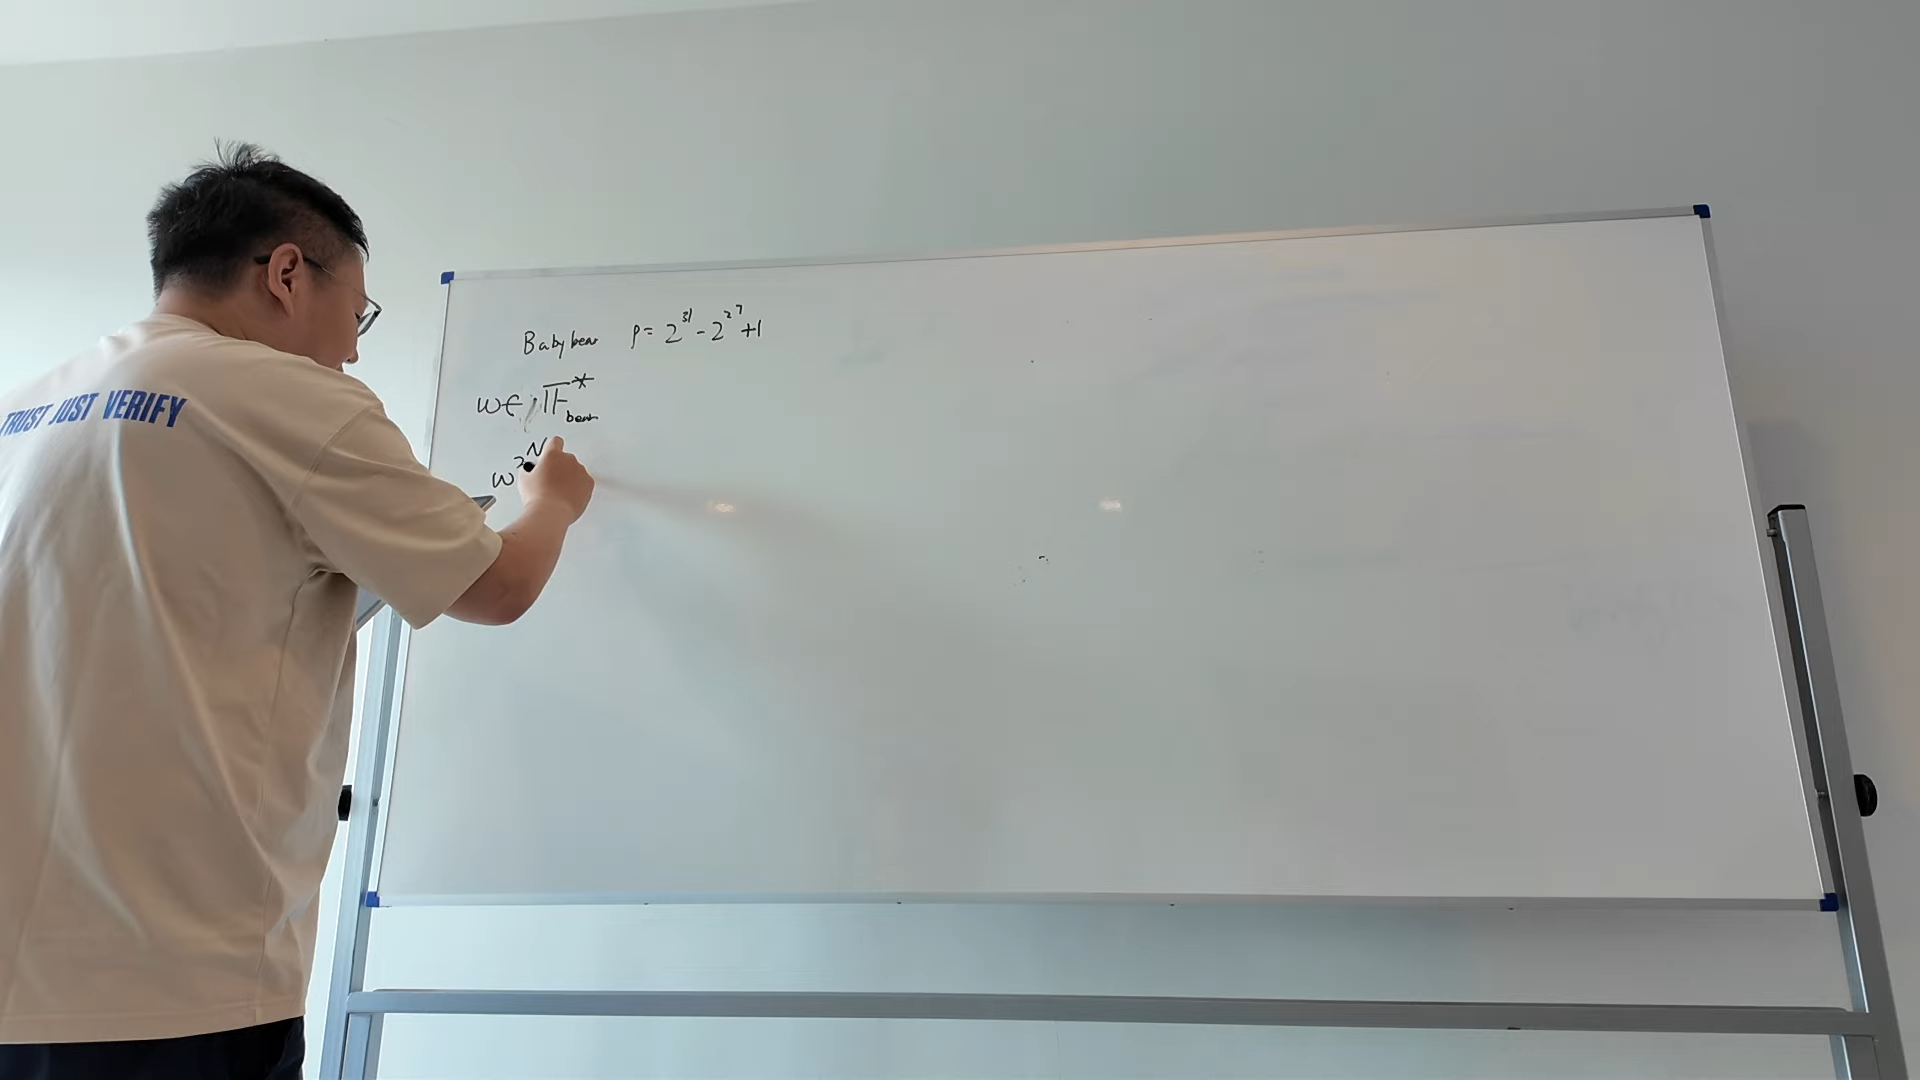 TRUST JUST VERIFY
Babybear p = 2^31 - 2^27 + 1
ω ∈ 𝔽*_bear
ω^2^N